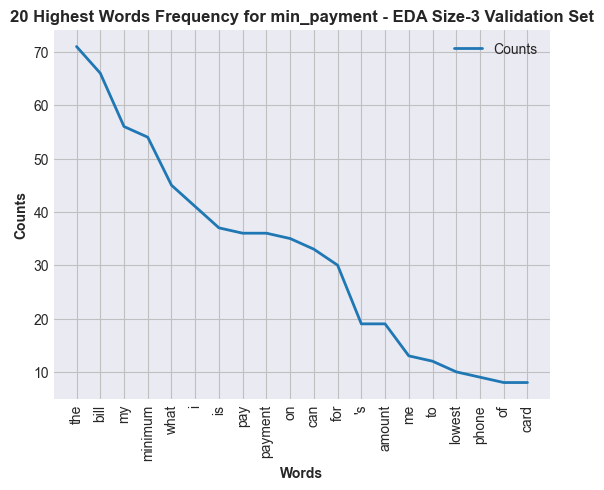 20 Highest Words Frequency for min_payment - EDA Size-3 Validation Set
Counts
70
60
50
40
30
20
10
Counts
the
bill
my
minimum
what
i
is
pay
payment
on
can
for
's
amount
me
to
lowest
phone
of
card
Words